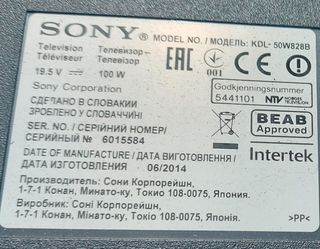 SONY MODEL NO. / МОДЕЛЬ: KDL- 50W828B
Television Телевизор
Téléviseur Телевізор
19.5 V 100 W
Sony Corporation
EAC 001 CE
Godkjenningsnummer
5441101 NTV
СДЕЛАНО В СЛОВАКИИ
ЗРОБЛЕНО У СЛОВАЧЧИНІ
BEAB
Approved
SER. NO. / СЕРІЙНИЙ НОМЕР/
СЕРИЙНЫЙ № 6015584
Intertek
DATE OF MANUFACTURE / ДАТА ВИГОТОВЛЕННЯ /
ДАТА ИЗГОТОВЛЕНИЯ 06/2014
Производитель: Сони Корпорейшн,
1-7-1 Конан, Минато-ку, Токио 108-0075, Япония.
Виробник: Соні Корпорейшн,
1-7-1 Конан, Мінато-ку, Токіо 108-0075, Японія. >PP<